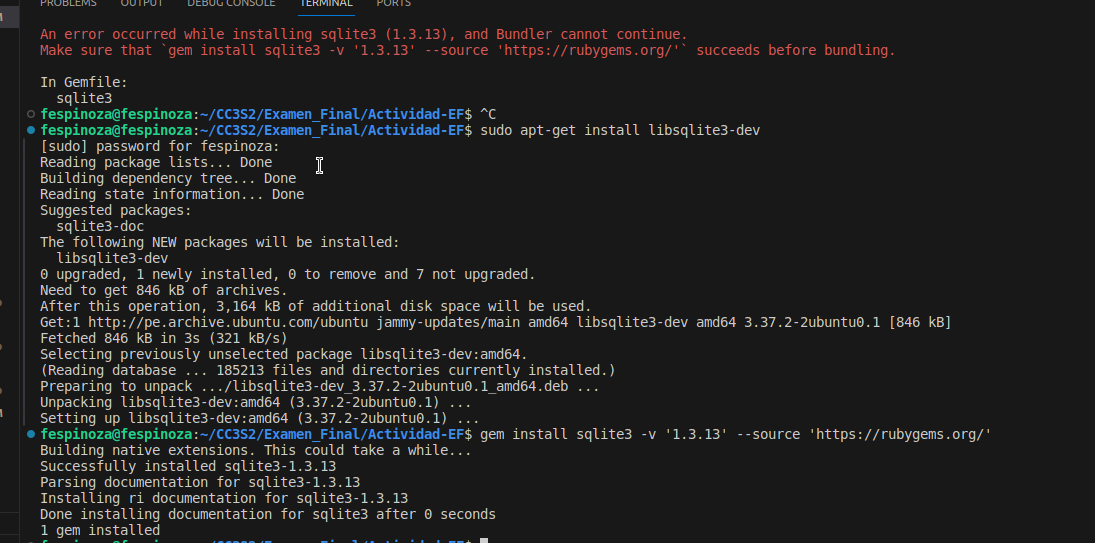 PROBLEMS OUTPUT DEBUG CONSOLE TERMINAL PORTS
An error occurred while installing sqlite3 (1.3.13), and Bundler cannot continue.
Make sure that `gem install sqlite3 -v '1.3.13' --source 'https://rubygems.org/'` succeeds before bundling.
In Gemfile:
sqlite3
fespinoza@fespinoza:~/CC3S2/Examen_Final/Actividad-EF$ ^C
fespinoza@fespinoza:~/CC3S2/Examen_Final/Actividad-EF$ sudo apt-get install libsqlite3-dev
[sudo] password for fespinoza:
Reading package lists... Done
Building dependency tree... Done
Reading state information... Done
Suggested packages:
sqlite3-doc
The following NEW packages will be installed:
libsqlite3-dev
0 upgraded, 1 newly installed, 0 to remove and 7 not upgraded.
Need to get 846 kB of archives.
After this operation, 3,164 kB of additional disk space will be used.
Get:1 http://pe.archive.ubuntu.com/ubuntu jammy-updates/main amd64 libsqlite3-dev amd64 3.37.2-2ubuntu0.1 [846 kB]
Fetched 846 kB in 3s (321 kB/s)
Selecting previously unselected package libsqlite3-dev:amd64.
(Reading database ... 185213 files and directories currently installed.)
Preparing to unpack .../libsqlite3-dev_3.37.2-2ubuntu0.1_amd64.deb ...
Unpacking libsqlite3-dev:amd64 (3.37.2-2ubuntu0.1) ...
Setting up libsqlite3-dev:amd64 (3.37.2-2ubuntu0.1) ...
fespinoza@fespinoza:~/CC3S2/Examen_Final/Actividad-EF$ gem install sqlite3 -v '1.3.13' --source 'https://rubygems.org/'
Building native extensions. This could take a while...
Successfully installed sqlite3-1.3.13
Parsing documentation for sqlite3-1.3.13
Installing ri documentation for sqlite3-1.3.13
Done installing documentation for sqlite3 after 0 seconds
1 gem installed